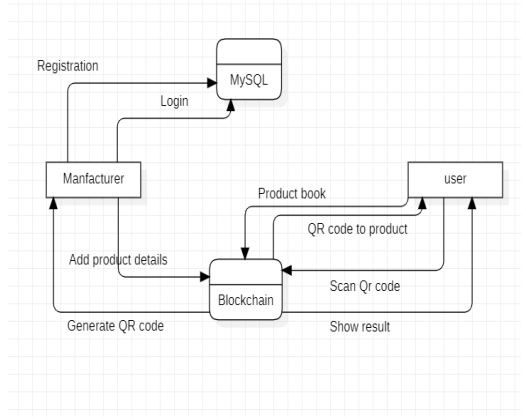 Registration
MySQL
Login
Manfacturer
user
Product book
QR code to product
Add product details
Scan Qr code
Blockchain
Generate QR code
Show result